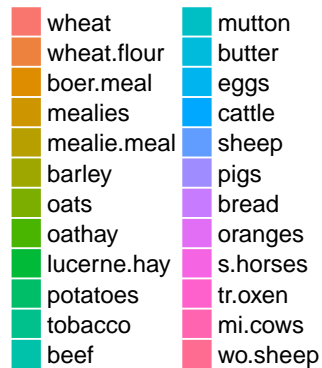 wheat
wheat.flour
boer.meal
mealies
mealie.meal
barley
oats
oathay
lucerne.hay
potatoes
tobacco
beef
mutton
butter
eggs
cattle
sheep
pigs
bread
oranges
s.horses
tr.oxen
mi.cows
wo.sheep